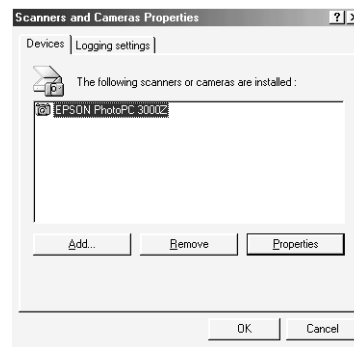 Scanners and Cameras Properties
Devices
Logging settings
The following scanners or cameras are installed :
EPSON PhotoPC 3000Z
Add...
Remove
Properties
OK
Cancel